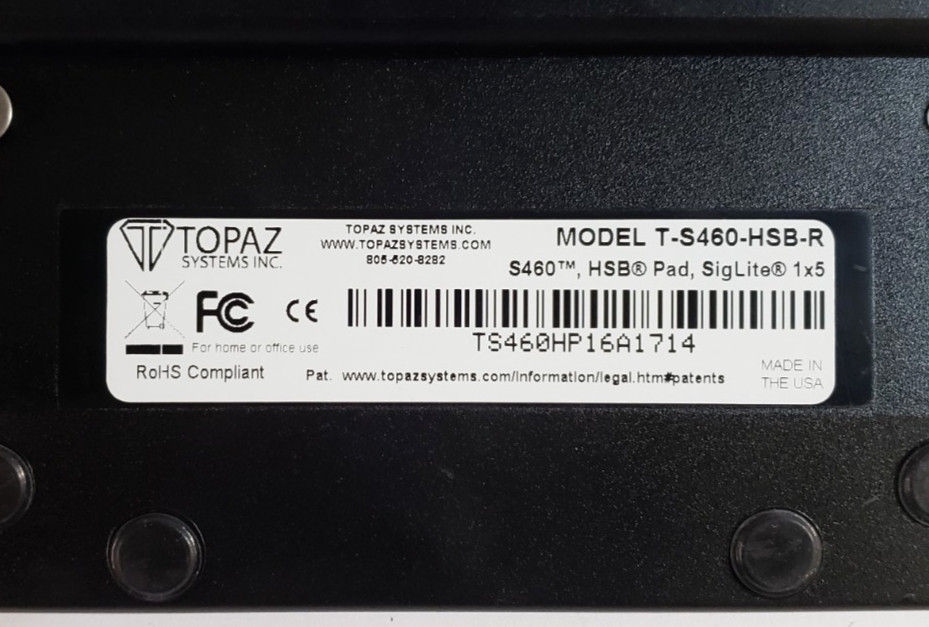 TOPAZ
SYSTEMS INC.
TOPAZ SYSTEMS INC.
WWW.TOPAZSYSTEMS.COM
805-520-8282
MODEL T-S460-HSB-R
S460™, HSB® Pad, SigLite® 1x5
FC
CE
TS460HP16A1714
For home or office use
RoHS Compliant
Pat. www.topazsystems.com/information/legal.htm#patents
MADE IN
THE USA